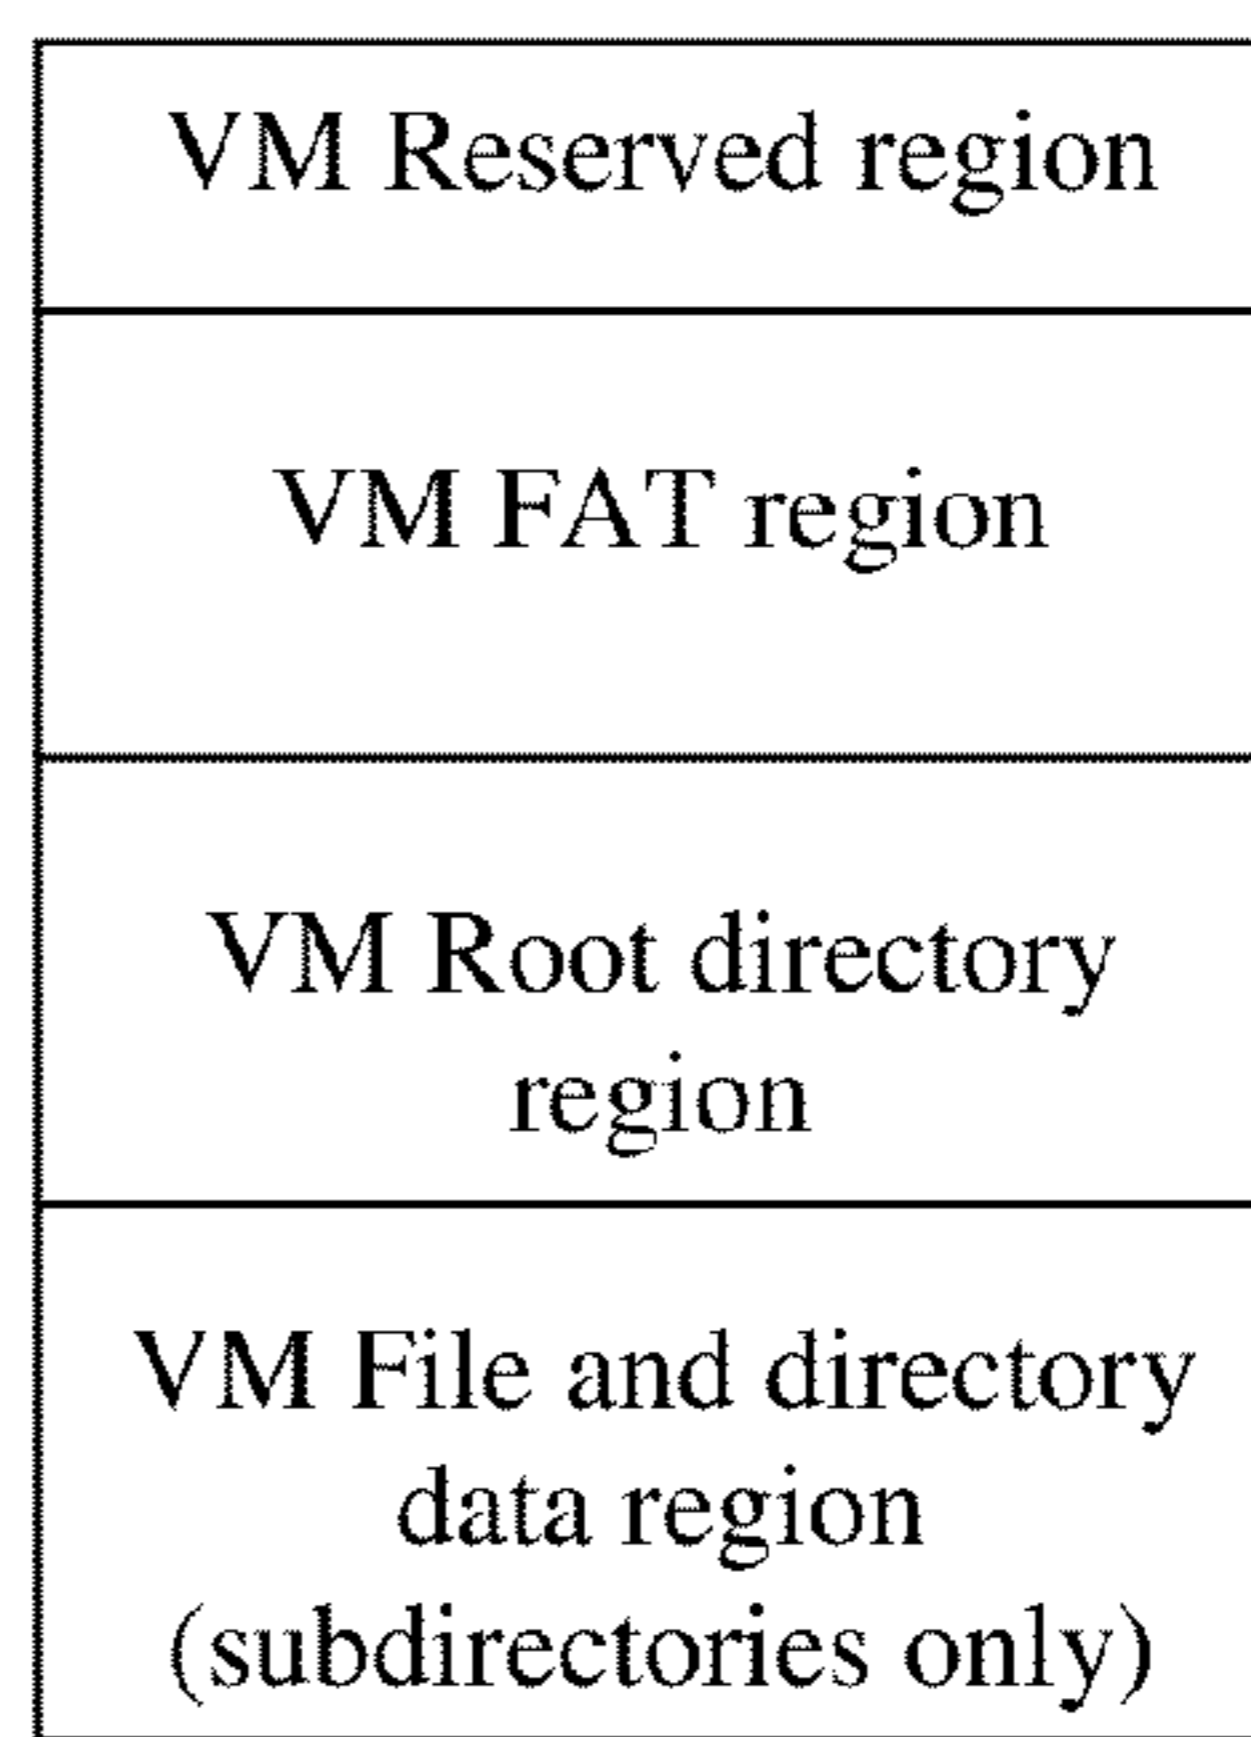 VM Reserved region
VM FAT region
VM Root directory
region
VM File and directory
data region
(subdirectories only)